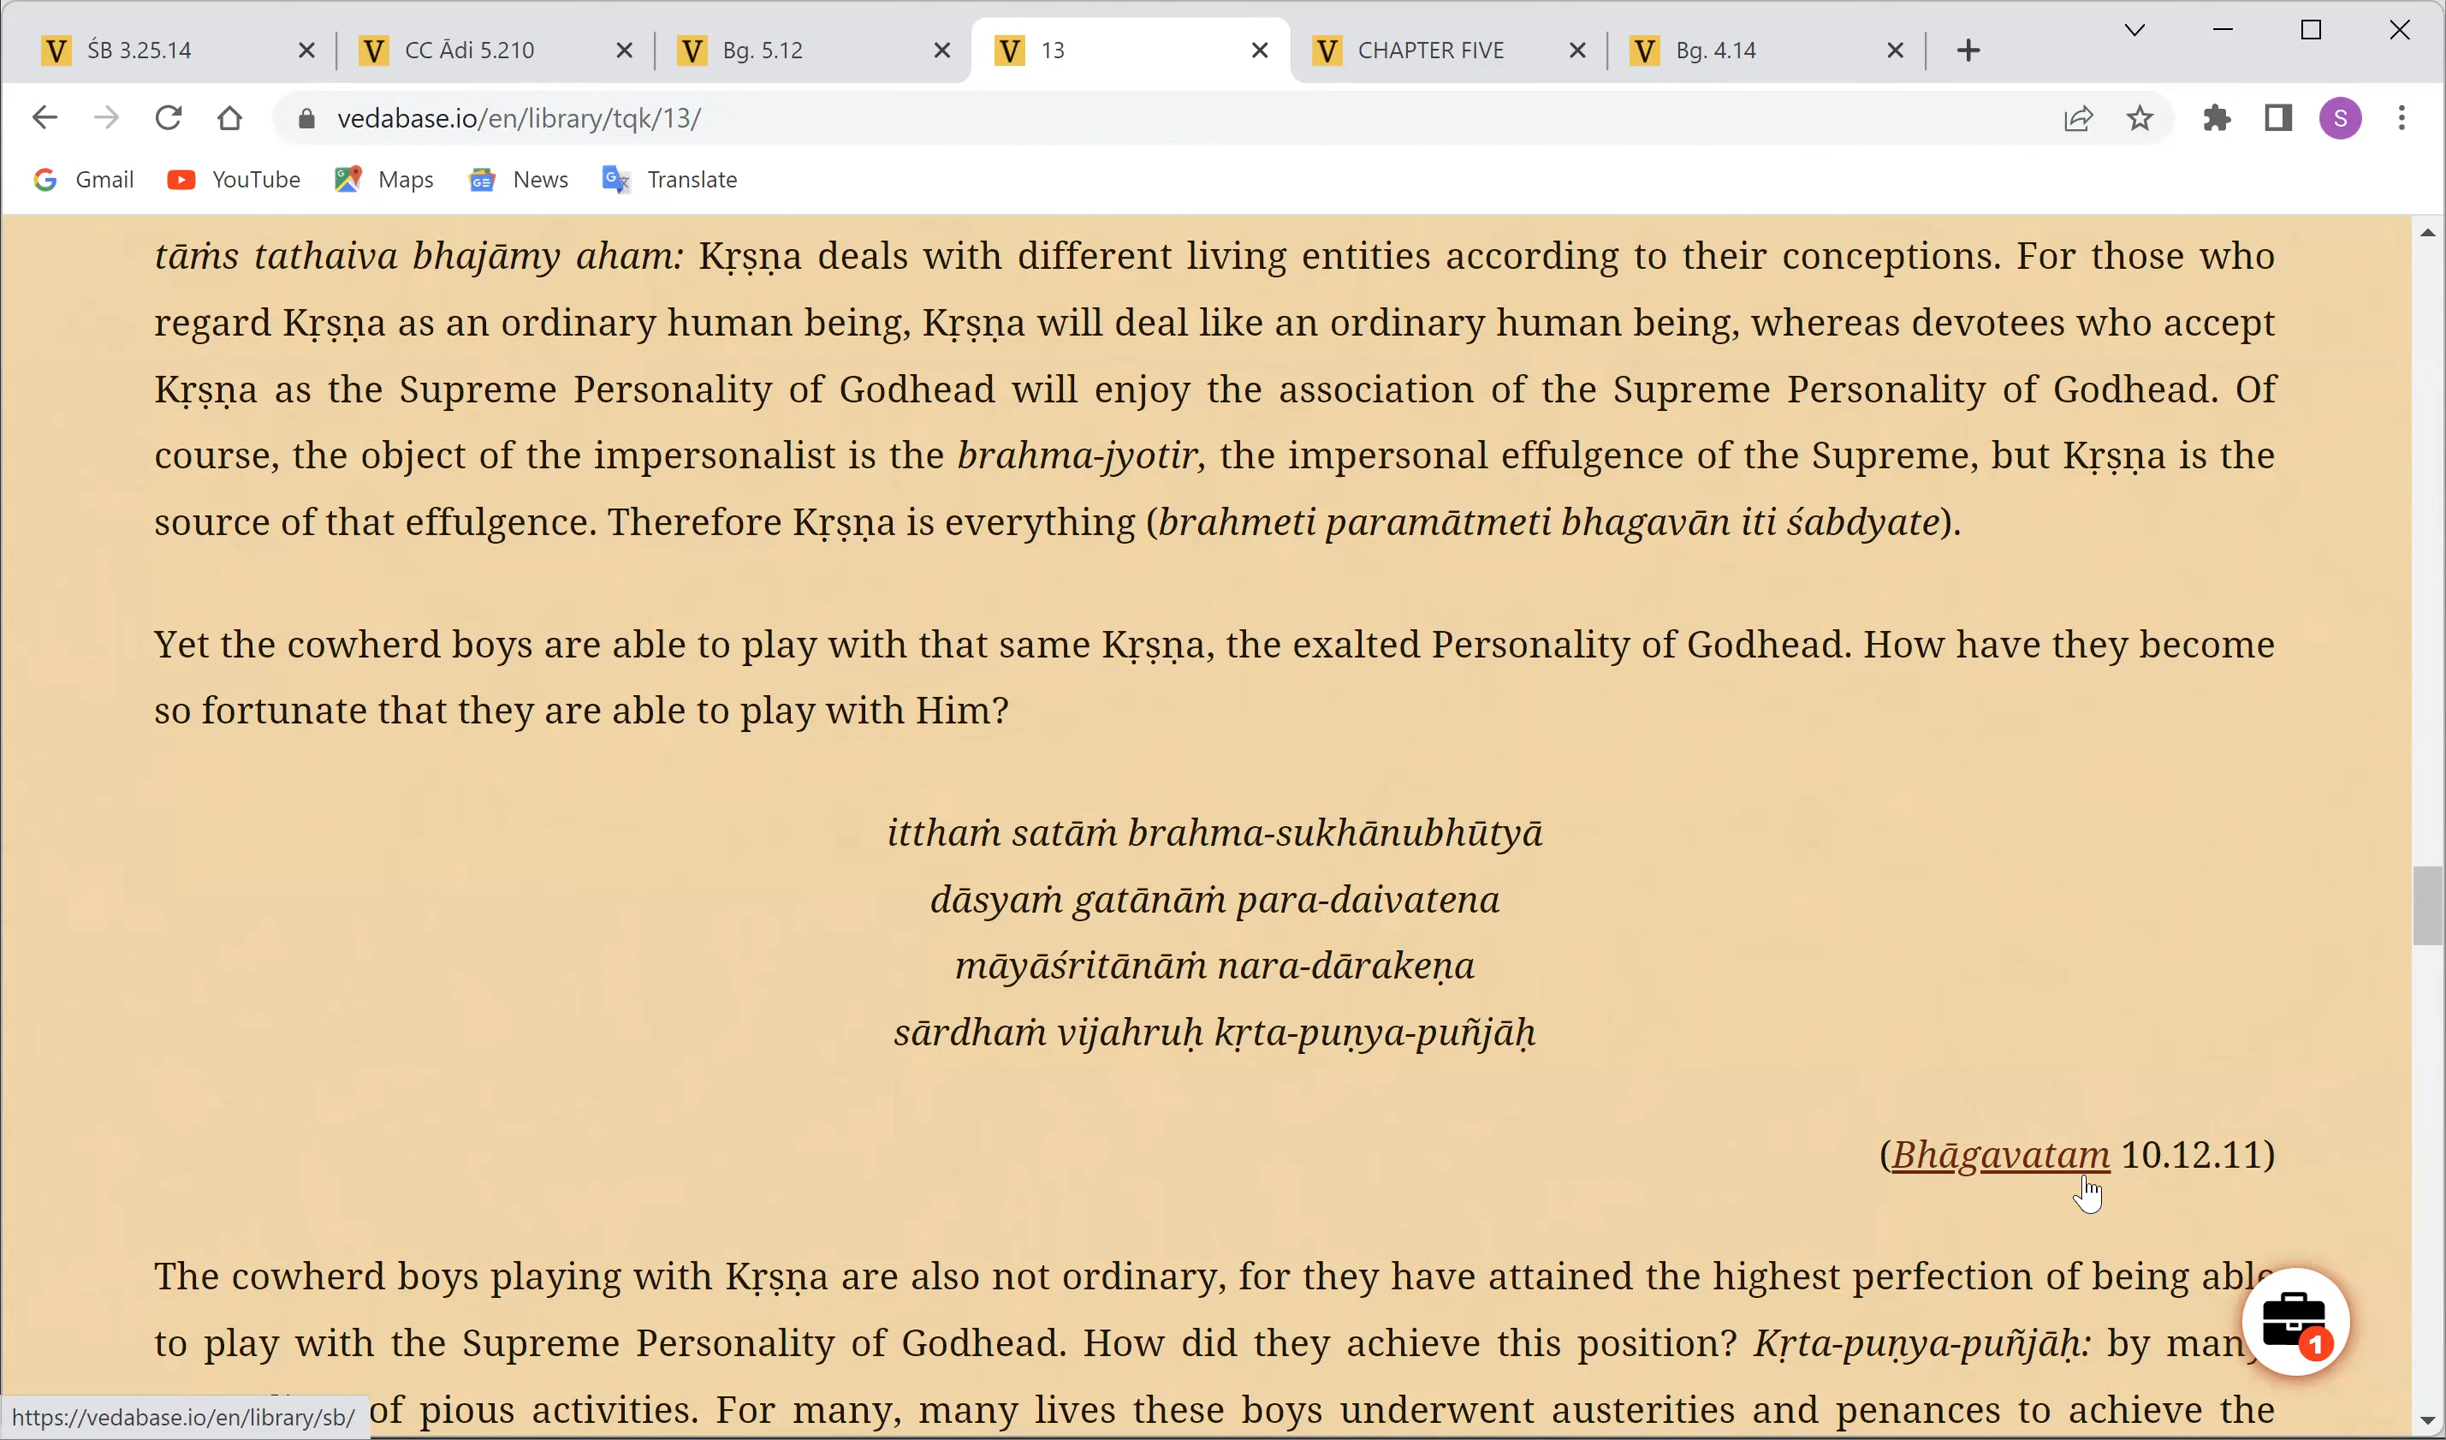 V ŚB 3.25.14
V CC Ādi 5.210
V Bg. 5.12
V 13
V CHAPTER FIVE
V Bg. 4.14
vedabase.io/en/library/tqk/13/
S
Gmail
YouTube
Maps
News
Translate
tāṁs tathaiva bhajāmy aham: Kṛṣṇa deals with different living entities according to their conceptions. For those who
regard Kṛṣṇa as an ordinary human being, Kṛṣṇa will deal like an ordinary human being, whereas devotees who accept
Kṛṣṇa as the Supreme Personality of Godhead will enjoy the association of the Supreme Personality of Godhead. Of
course, the object of the impersonalist is the brahma-jyotir, the impersonal effulgence of the Supreme, but Kṛṣṇa is the
source of that effulgence. Therefore Kṛṣṇa is everything (brahmeti paramātmeti bhagavān iti śabdyate).
Yet the cowherd boys are able to play with that same Kṛṣṇa, the exalted Personality of Godhead. How have they become
so fortunate that they are able to play with Him?
itthaṁ satāṁ brahma-sukhānubhūtyā
dāsyaṁ gatānāṁ para-daivatena
māyāśritānāṁ nara-dārakeṇa
sārdhaṁ vijahruḥ kṛta-puṇya-puñjāḥ
(Bhāgavatam 10.12.11)
The cowherd boys playing with Kṛṣṇa are also not ordinary, for they have attained the highest perfection of being able
to play with the Supreme Personality of Godhead. How did they achieve this position? Kṛta-puṇya-puñjāḥ: by many
1
of pious activities. For many, many lives these boys underwent austerities and penances to achieve the
https://vedabase.io/en/library/sb/